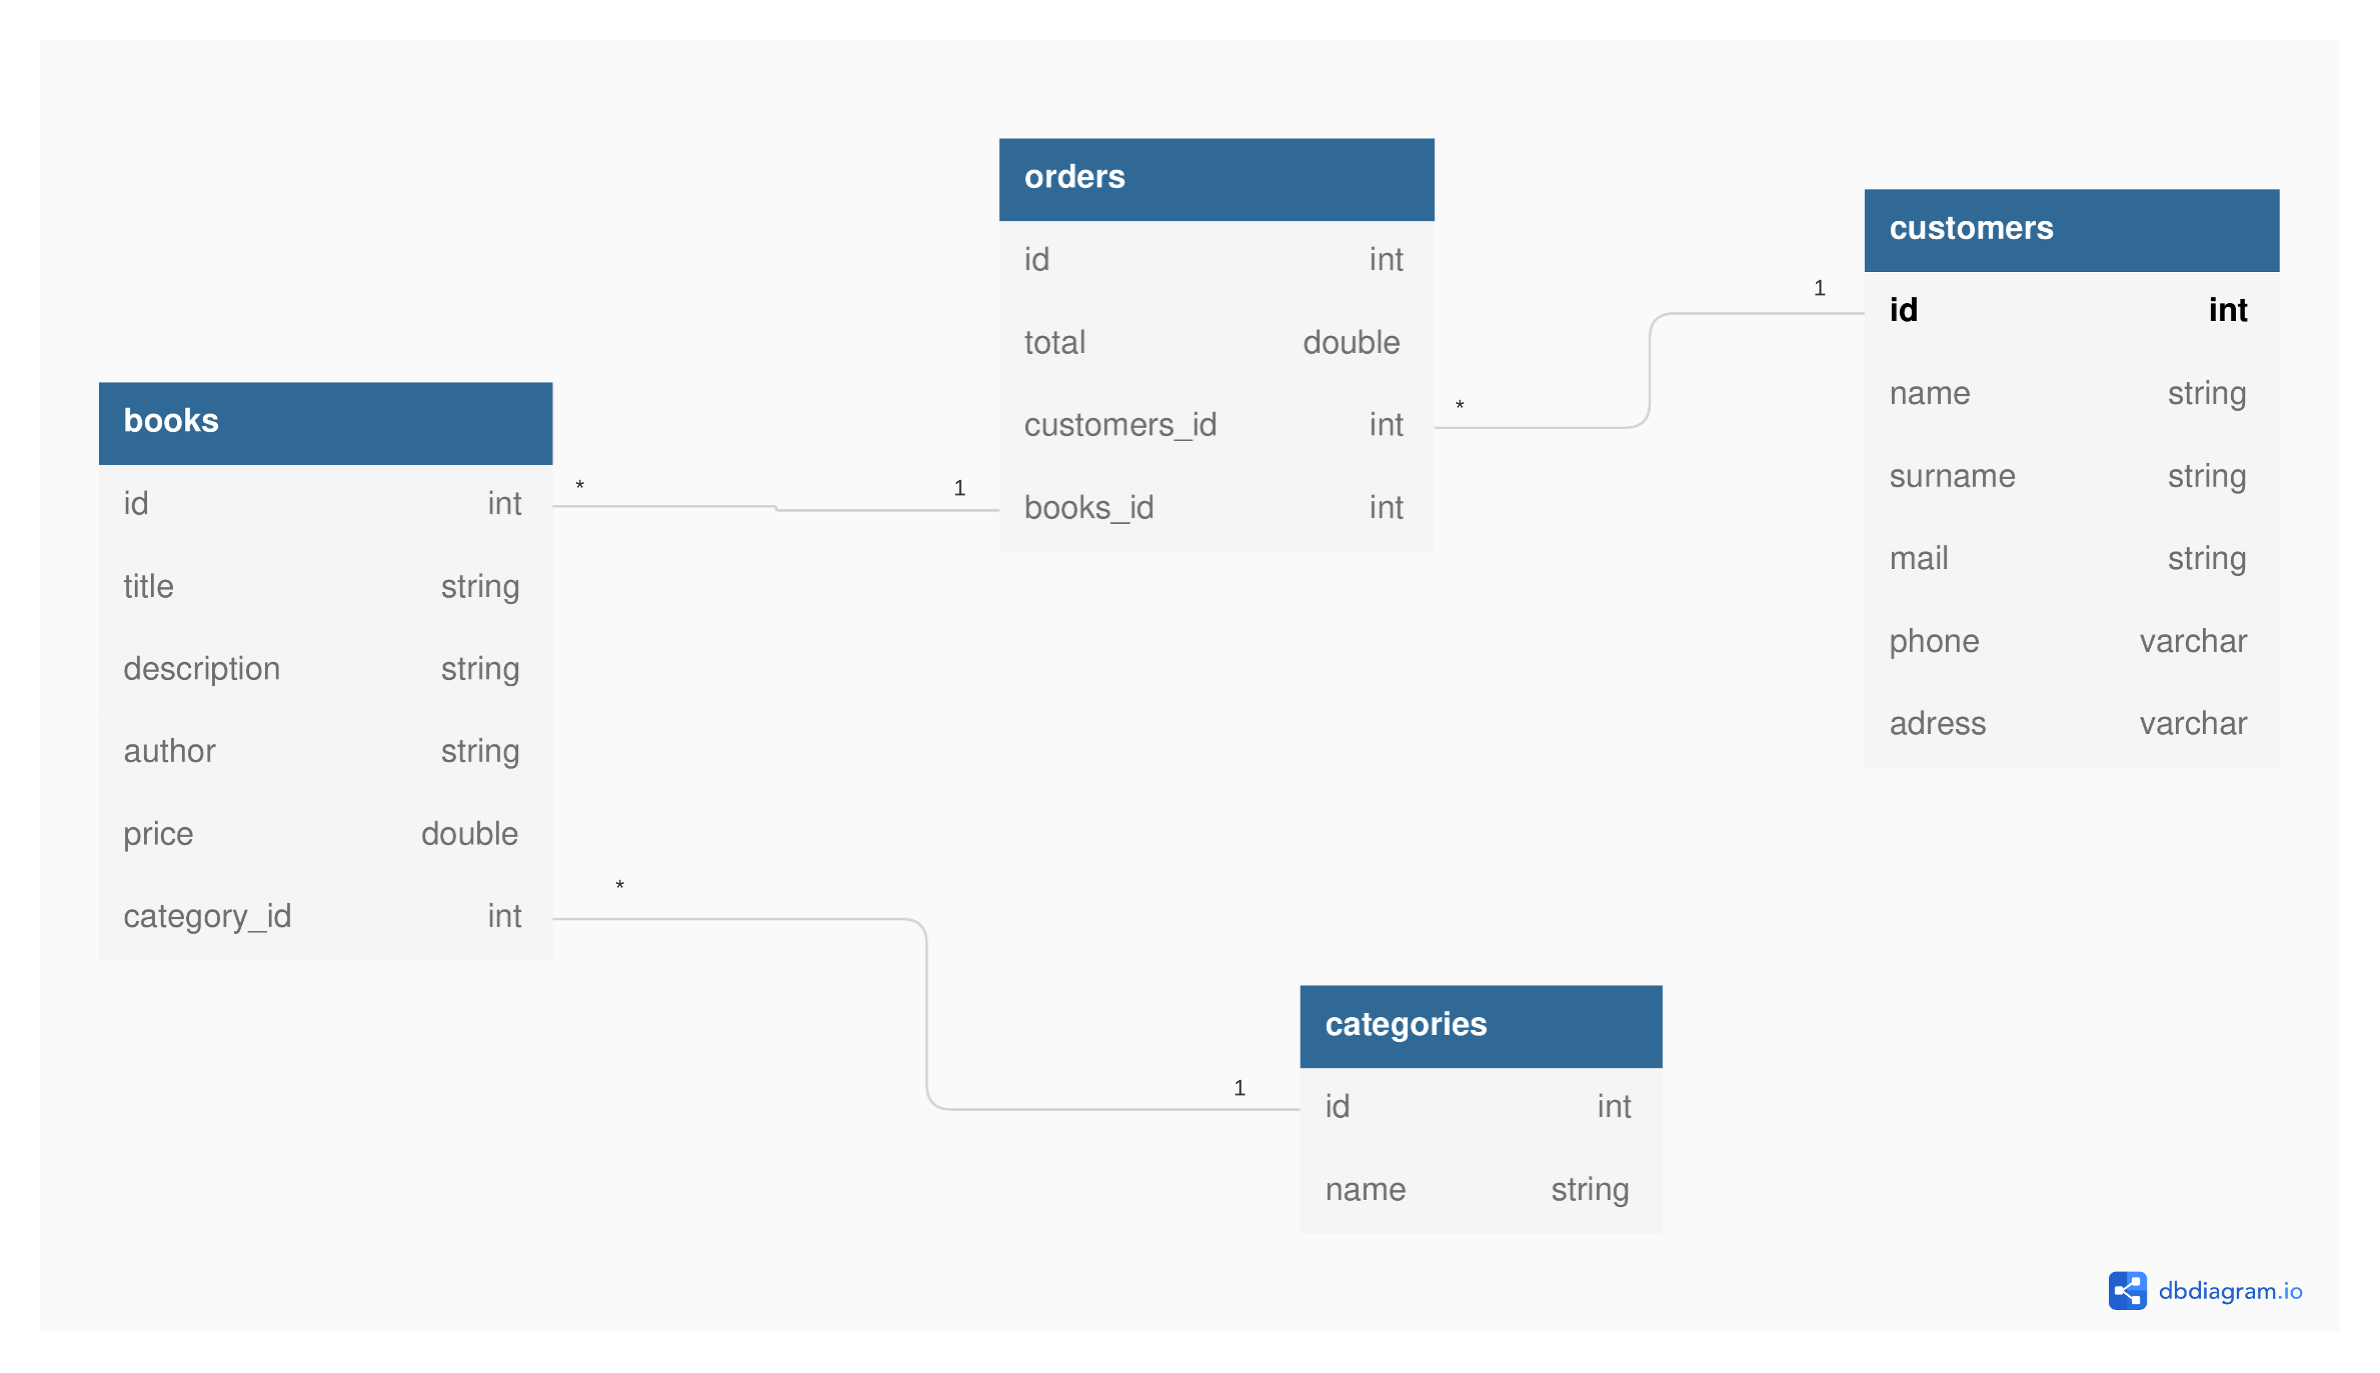 orders
id int
total double
customers_id int
books_id int
customers
id int
name string
surname string
mail string
phone varchar
adress varchar
books
id int
title string
description string
author string
price double
category_id int
categories
id int
name string
* 1
* 1
* 1
dbdiagram.io